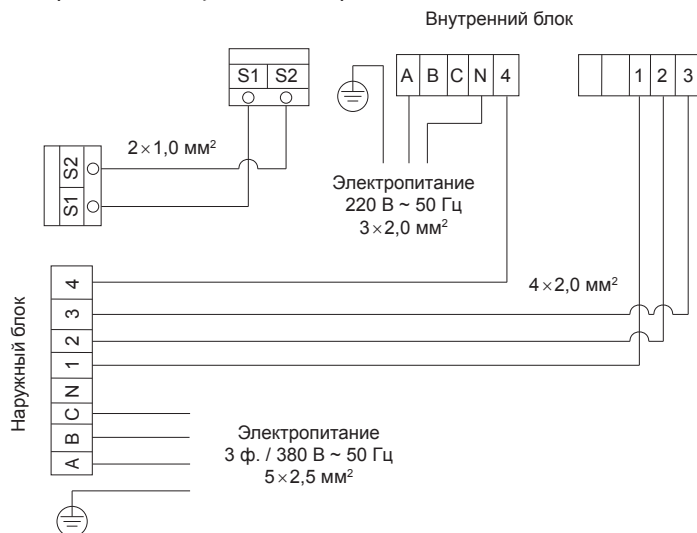 Внутренний блок
S1 S2
A B C N 4
1 2 3
2×1,0 мм²
S2
S1
Электропитание
220 В ~ 50 Гц
3×2,0 мм²
4×2,0 мм²
Наружный блок
4
3
2
1
N
C
B
A
Электропитание
3 ф. / 380 В ~ 50 Гц
5×2,5 мм²